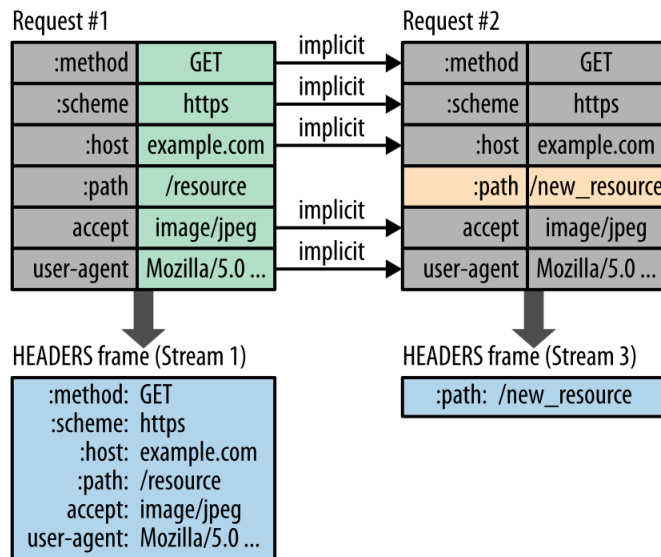 Request #1
Request #2
implicit
:method GET
:method GET
implicit
:scheme https
:scheme https
implicit
:host example.com
:host example.com
:path /resource
:path /new_resource
implicit
accept image/jpeg
accept image/jpeg
implicit
user-agent Mozilla/5.0 ...
user-agent Mozilla/5.0 ...
HEADERS frame (Stream 1)
HEADERS frame (Stream 3)
:method: GET
:scheme: https
:host: example.com
:path: /resource
accept: image/jpeg
user-agent: Mozilla/5.0 ...
:path: /new_resource